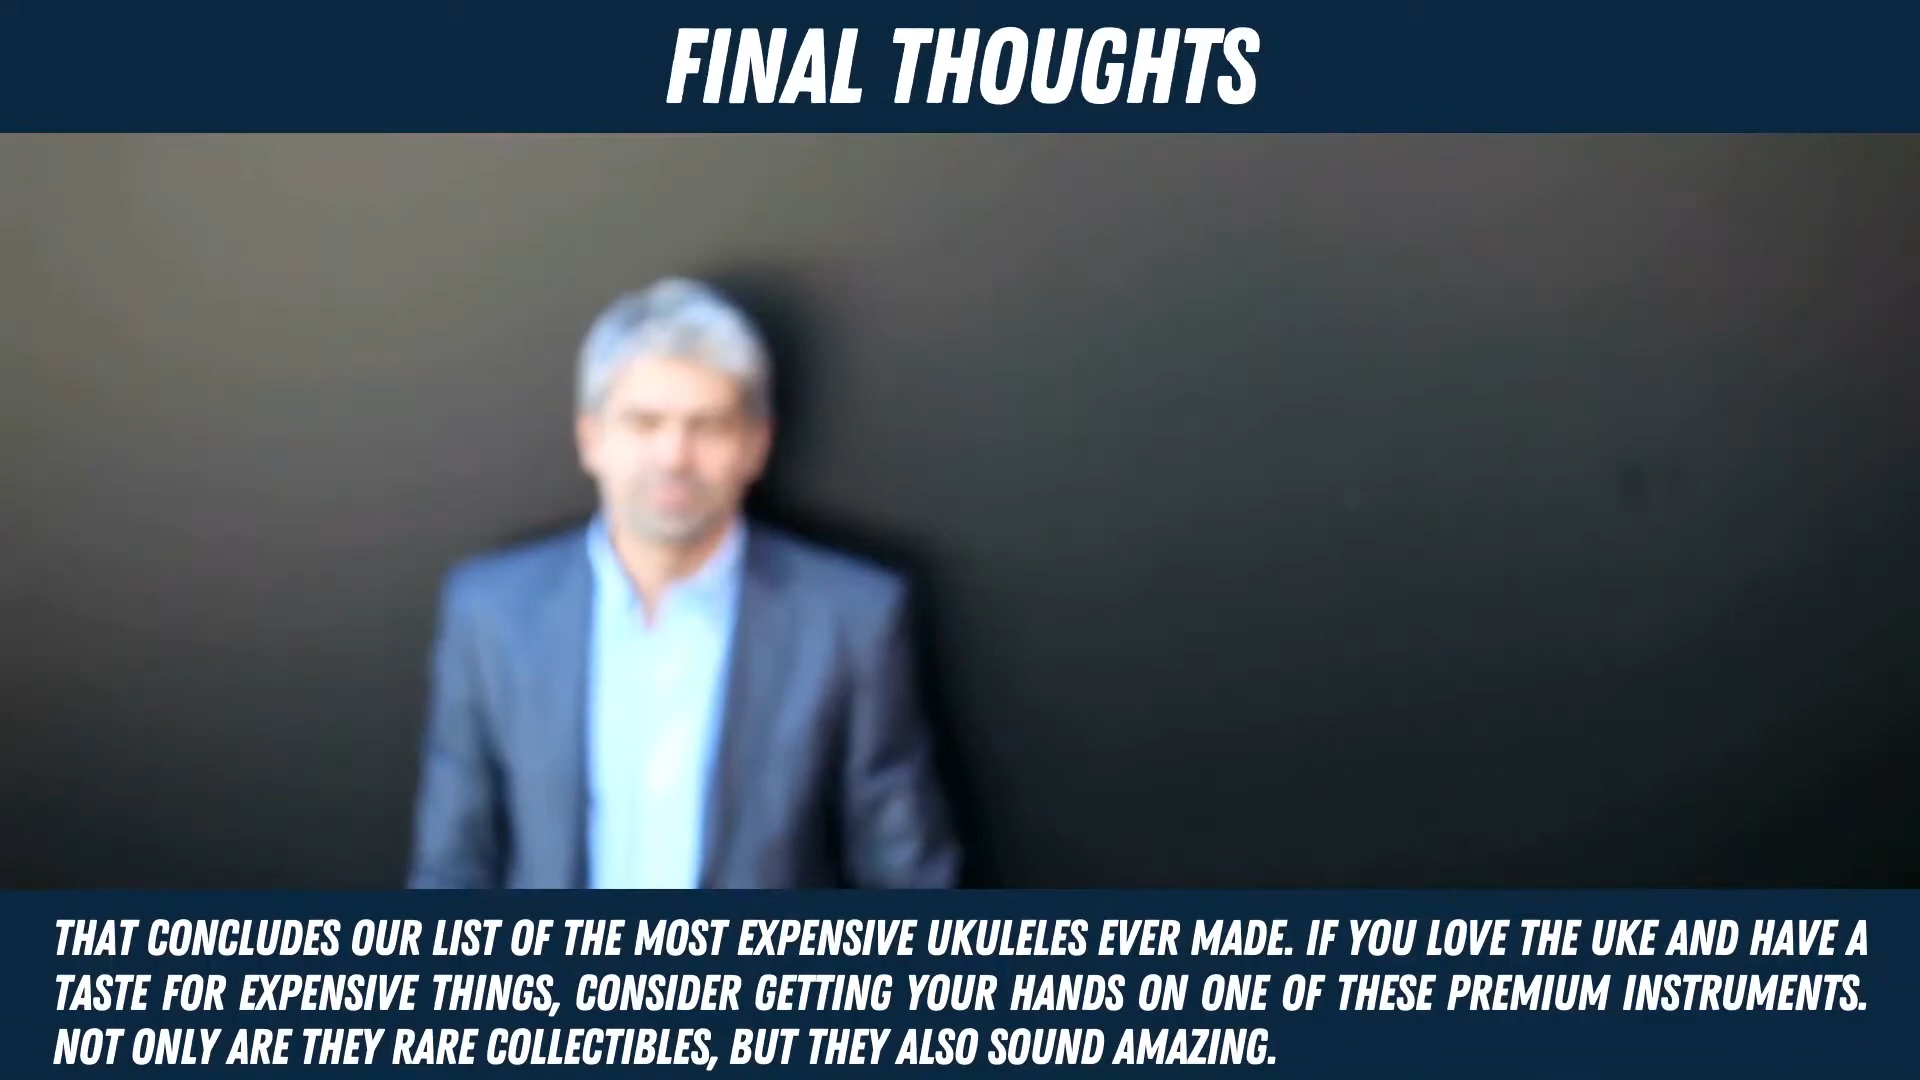 FINAL THOUGHTS
THAT CONCLUDES OUR LIST OF THE MOST EXPENSIVE UKULELES EVER MADE. IF YOU LOVE THE UKE AND HAVE A
TASTE FOR EXPENSIVE THINGS, CONSIDER GETTING YOUR HANDS ON ONE OF THESE PREMIUM INSTRUMENTS.
NOT ONLY ARE THEY RARE COLLECTIBLES, BUT THEY ALSO SOUND AMAZING.